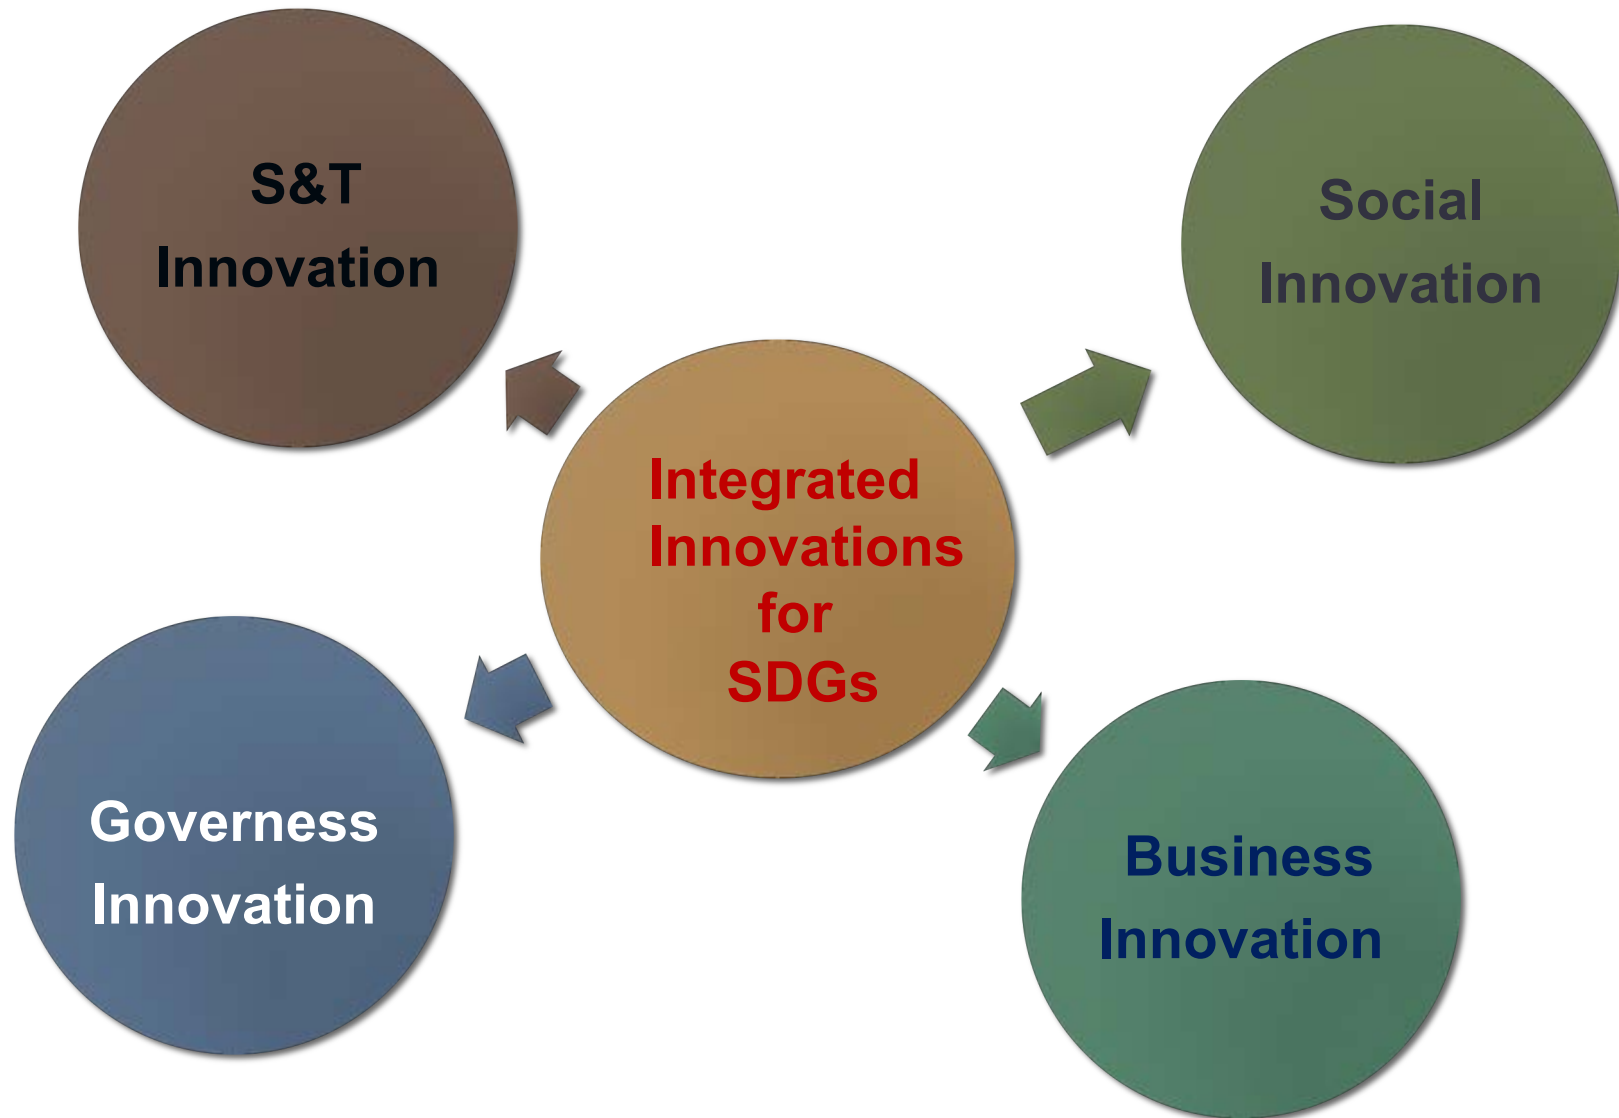 S&T
Innovation
Social
Innovation
Integrated
Innovations
for
SDGs
Governess
Innovation
Business
Innovation